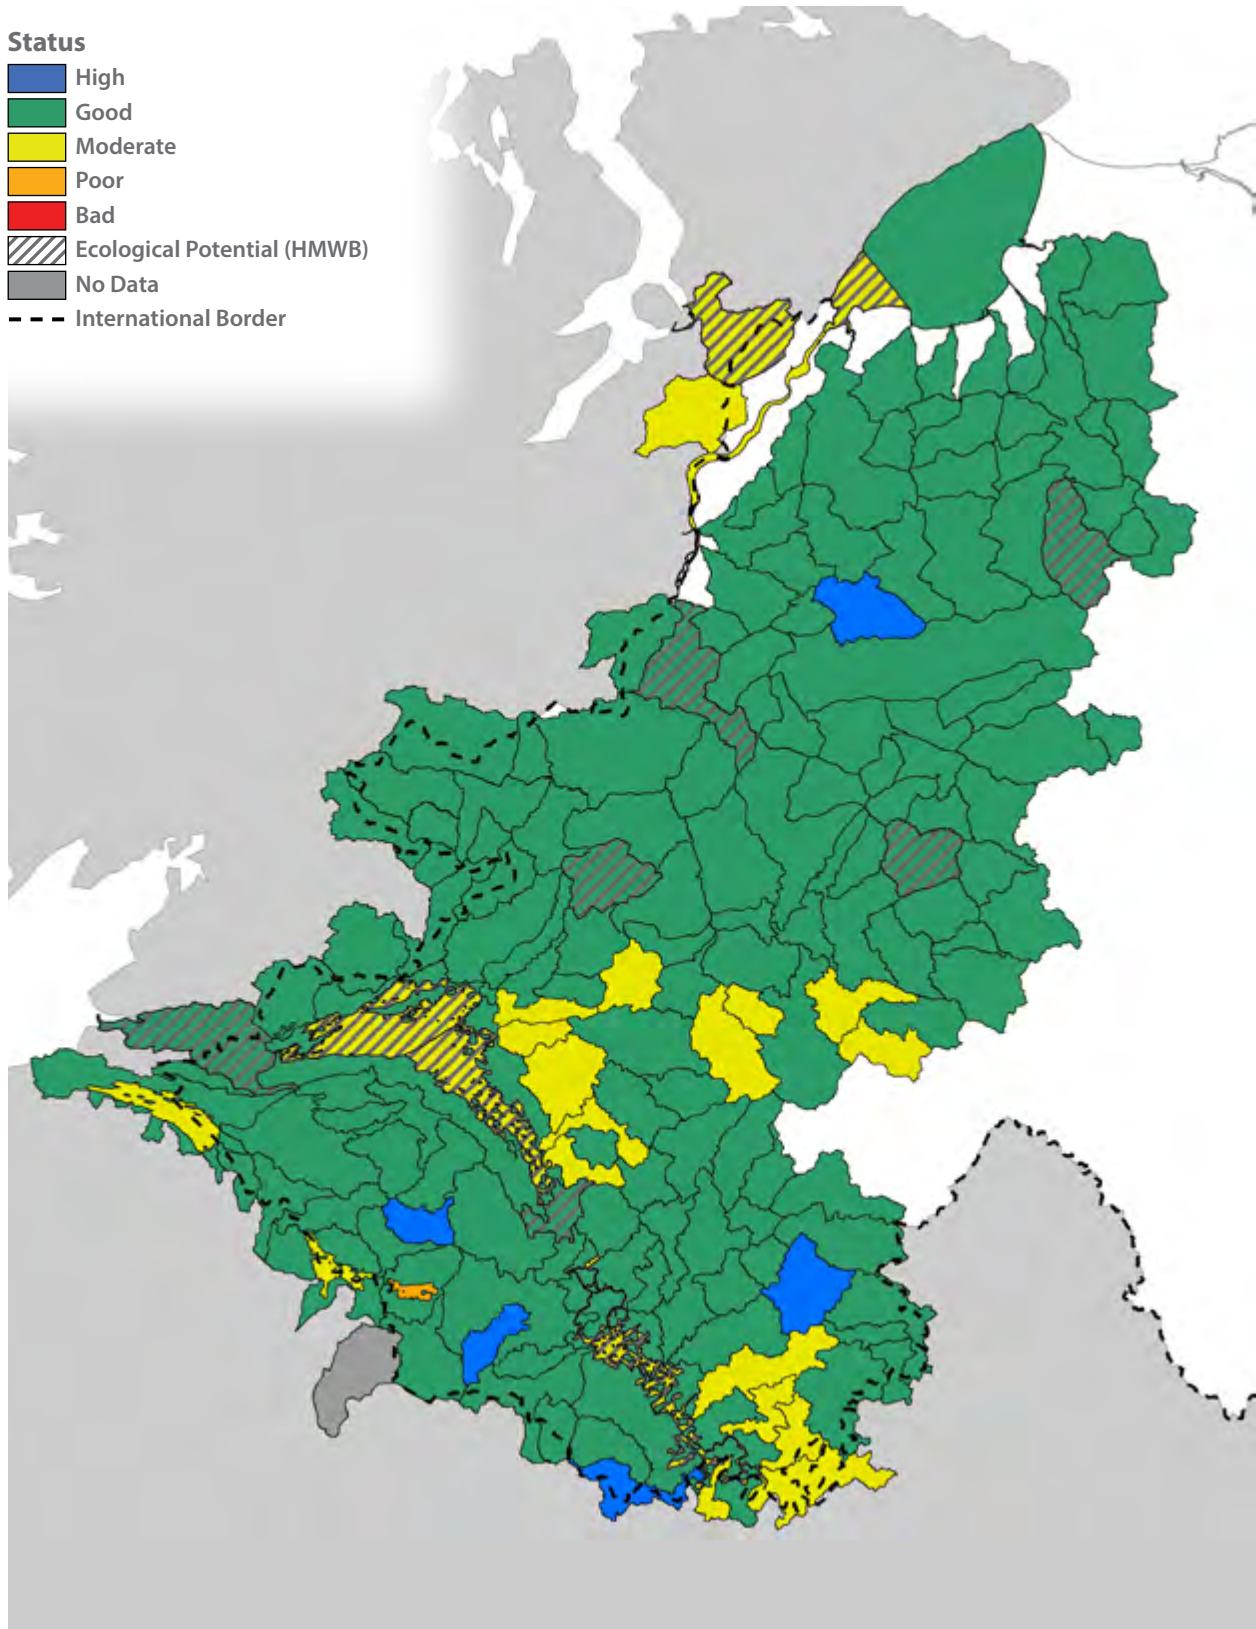 Status
High
Good
Moderate
Poor
Bad
Ecological Potential (HMWB)
No Data
International Border